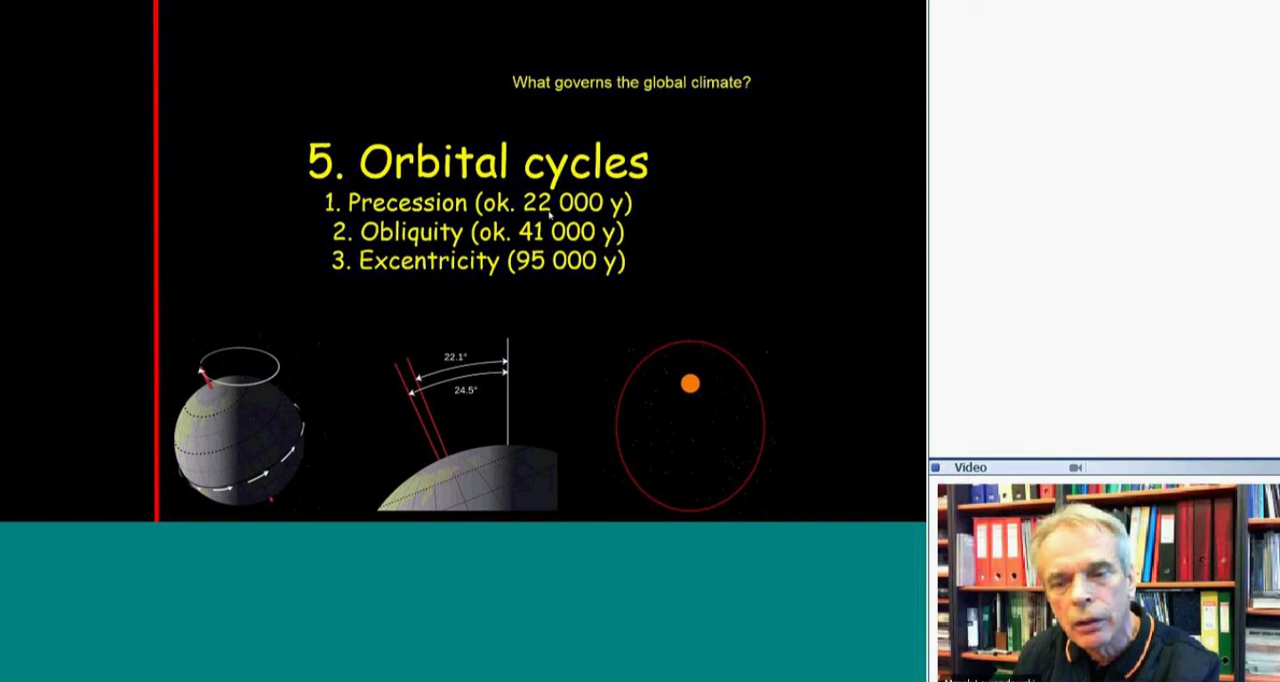 What governs the global climate?
5. Orbital cycles
1. Precession (ok. 22 000 y)
2. Obliquity (ok. 41 000 y)
3. Excentricity (95 000 y)
22.1°
24.5°
Video